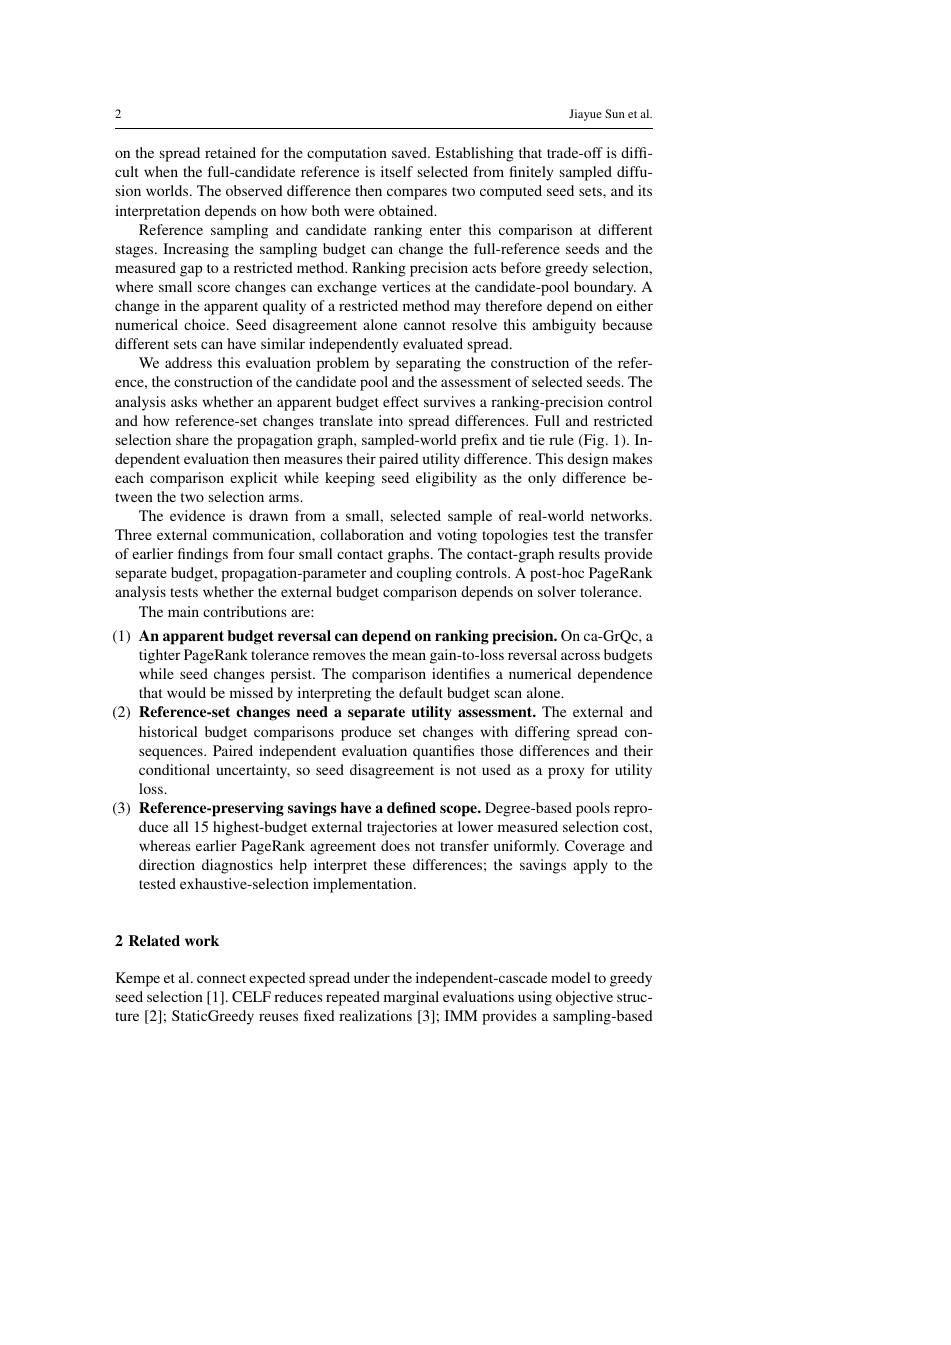 2
Jiayue Sun et al.
on the spread retained for the computation saved. Establishing that trade-off is diffi-
cult when the full-candidate reference is itself selected from finitely sampled diffu-
sion worlds. The observed difference then compares two computed seed sets, and its
interpretation depends on how both were obtained.
Reference sampling and candidate ranking enter this comparison at different
stages. Increasing the sampling budget can change the full-reference seeds and the
measured gap to a restricted method. Ranking precision acts before greedy selection,
where small score changes can exchange vertices at the candidate-pool boundary. A
change in the apparent quality of a restricted method may therefore depend on either
numerical choice. Seed disagreement alone cannot resolve this ambiguity because
different sets can have similar independently evaluated spread.
We address this evaluation problem by separating the construction of the refer-
ence, the construction of the candidate pool and the assessment of selected seeds. The
analysis asks whether an apparent budget effect survives a ranking-precision control
and how reference-set changes translate into spread differences. Full and restricted
selection share the propagation graph, sampled-world prefix and tie rule (Fig. 1). In-
dependent evaluation then measures their paired utility difference. This design makes
each comparison explicit while keeping seed eligibility as the only difference be-
tween the two selection arms.
The evidence is drawn from a small, selected sample of real-world networks.
Three external communication, collaboration and voting topologies test the transfer
of earlier findings from four small contact graphs. The contact-graph results provide
separate budget, propagation-parameter and coupling controls. A post-hoc PageRank
analysis tests whether the external budget comparison depends on solver tolerance.
The main contributions are:
(1) An apparent budget reversal can depend on ranking precision. On ca-GrQc, a
tighter PageRank tolerance removes the mean gain-to-loss reversal across budgets
while seed changes persist. The comparison identifies a numerical dependence
that would be missed by interpreting the default budget scan alone.
(2) Reference-set changes need a separate utility assessment. The external and
historical budget comparisons produce set changes with differing spread con-
sequences. Paired independent evaluation quantifies those differences and their
conditional uncertainty, so seed disagreement is not used as a proxy for utility
loss.
(3) Reference-preserving savings have a defined scope. Degree-based pools repro-
duce all 15 highest-budget external trajectories at lower measured selection cost,
whereas earlier PageRank agreement does not transfer uniformly. Coverage and
direction diagnostics help interpret these differences; the savings apply to the
tested exhaustive-selection implementation.
2 Related work
Kempe et al. connect expected spread under the independent-cascade model to greedy
seed selection [1]. CELF reduces repeated marginal evaluations using objective struc-
ture [2]; StaticGreedy reuses fixed realizations [3]; IMM provides a sampling-based